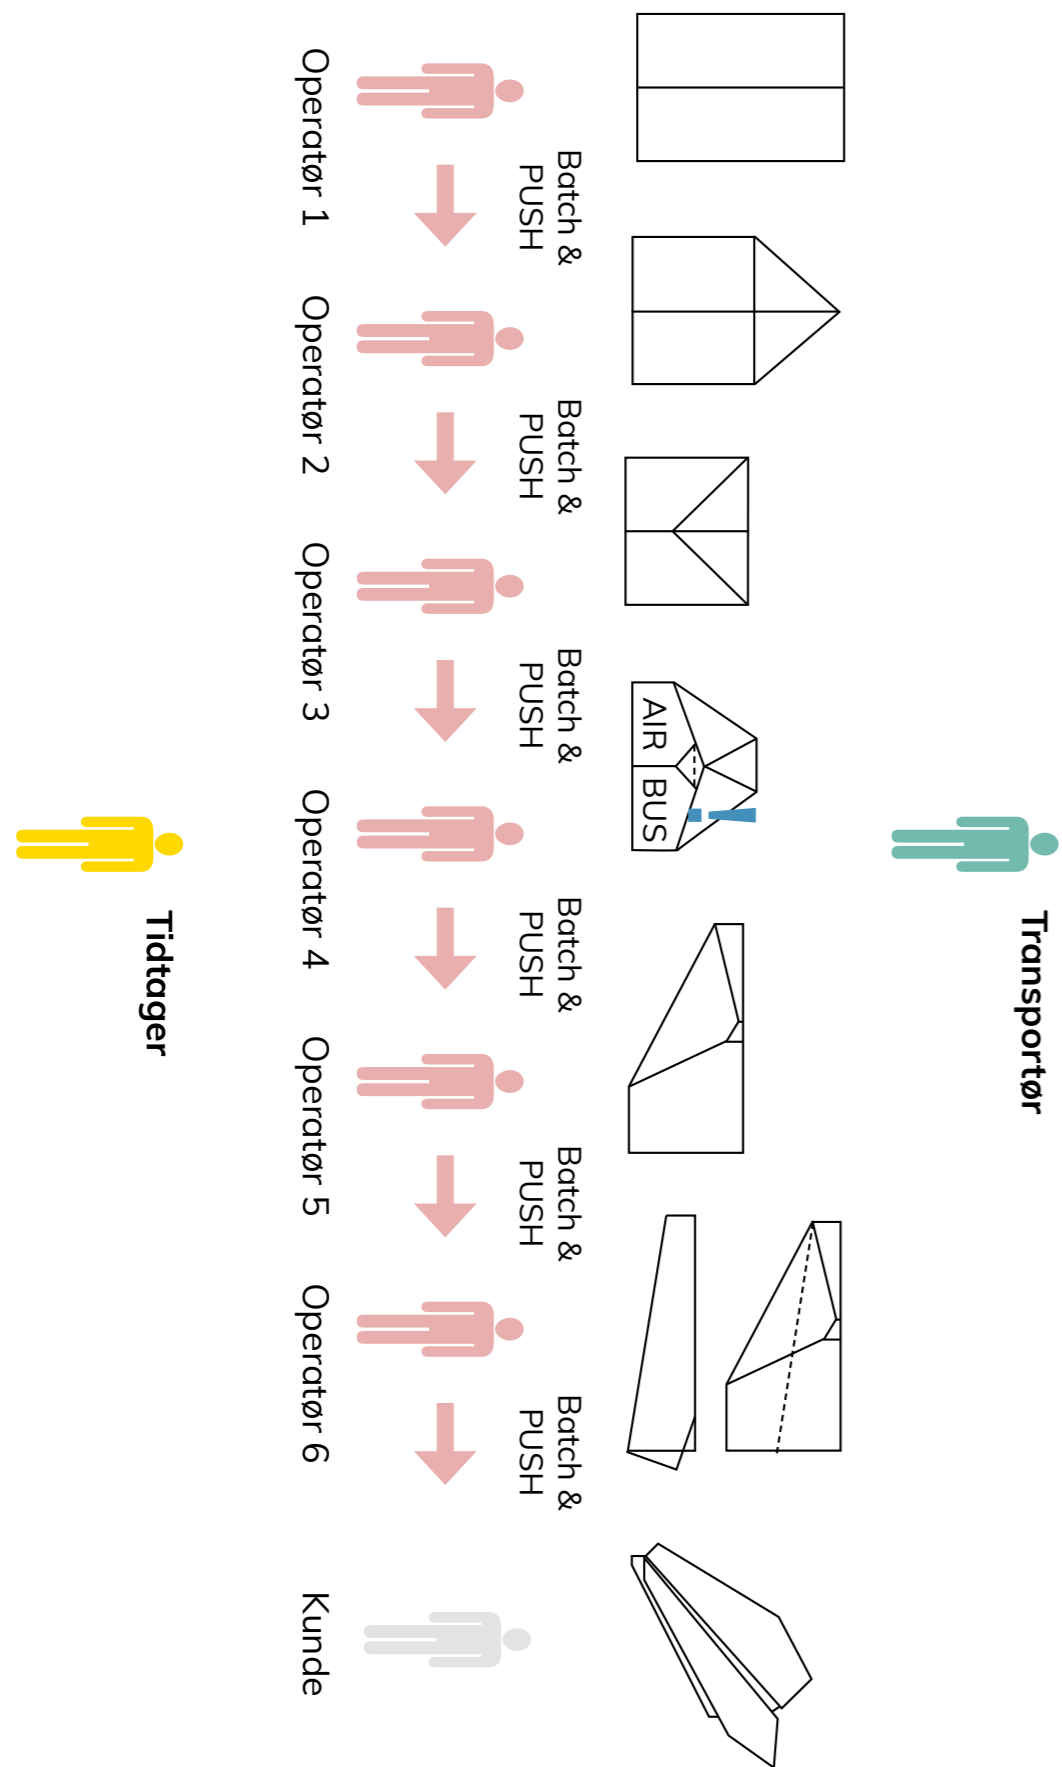 Transportør
AIR BUS
Batch &
PUSH
Batch &
PUSH
Batch &
PUSH
Batch &
PUSH
Batch &
PUSH
Batch &
PUSH
Operatør 1
Operatør 2
Operatør 3
Operatør 4
Operatør 5
Operatør 6
Kunde
Tidtager